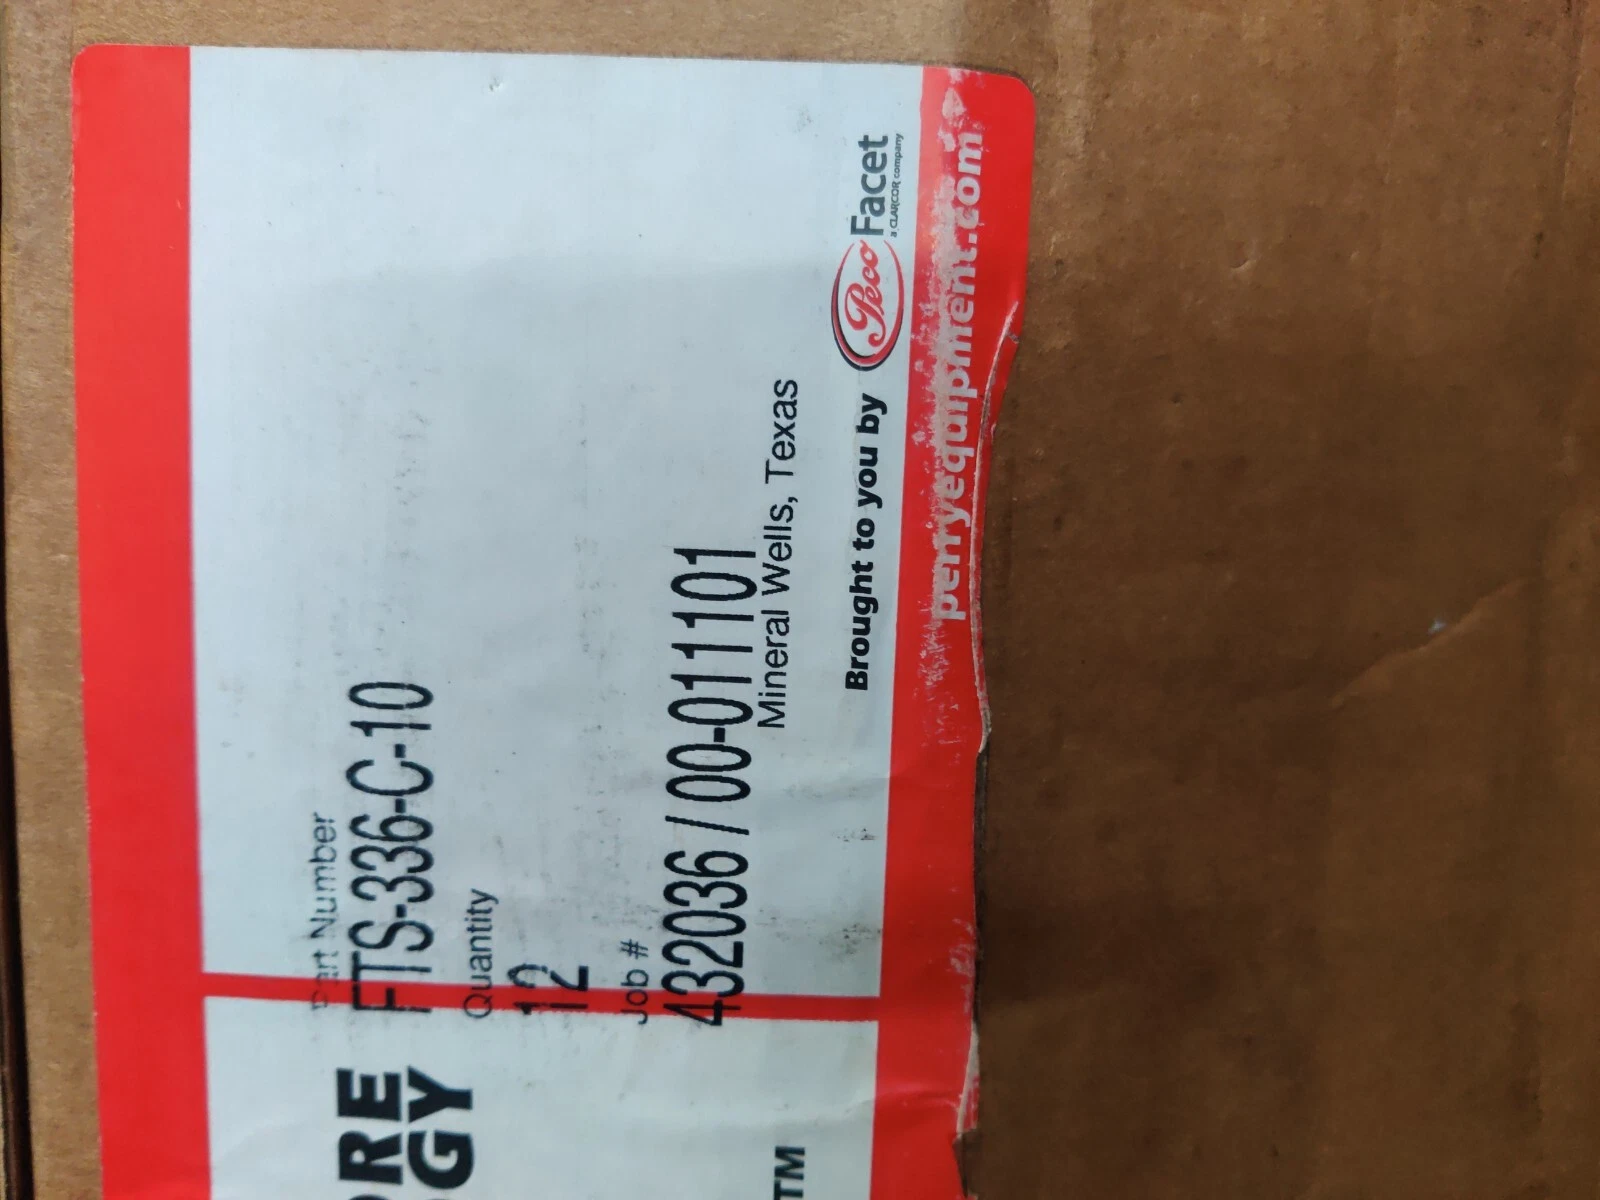 Part Number
FTS-336-C-10
Quantity
12
Job #
432036 / 00-011101
Mineral Wells, Texas
Brought to you by Peco Facet
a CLARCOR company
perryequipment.com
ORE
GY
TM